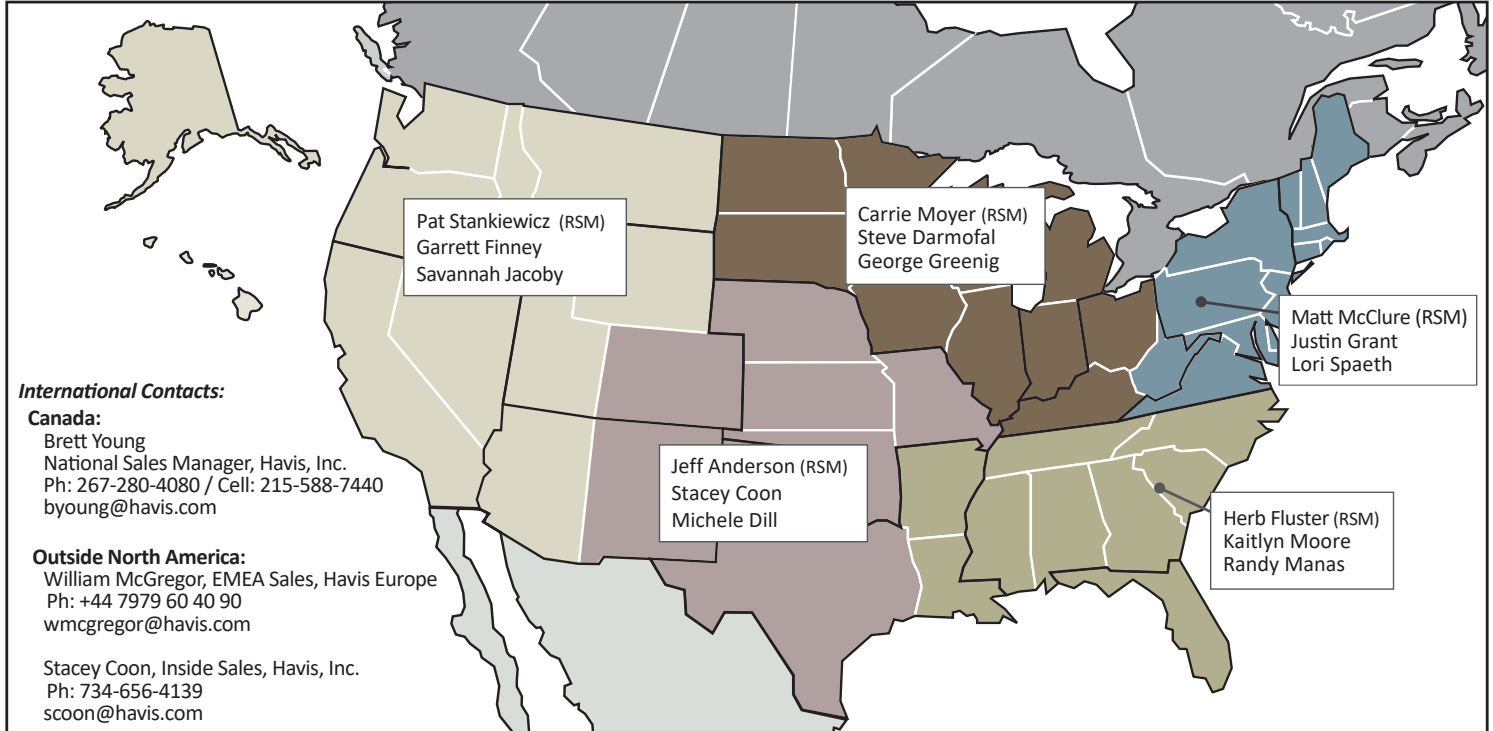 Pat Stankiewicz (RSM)
Garrett Finney
Savannah Jacoby
Carrie Moyer (RSM)
Steve Darmofal
George Greenig
Matt McClure (RSM)
Justin Grant
Lori Spaeth
Jeff Anderson (RSM)
Stacey Coon
Michele Dill
Herb Fluster (RSM)
Kaitlyn Moore
Randy Manas
International Contacts:
Canada:
Brett Young
National Sales Manager, Havis, Inc.
Ph: 267-280-4080 / Cell: 215-588-7440
byoung@havis.com
Outside North America:
William McGregor, EMEA Sales, Havis Europe
Ph: +44 7979 60 40 90
wmcgregor@havis.com
Stacey Coon, Inside Sales, Havis, Inc.
Ph: 734-656-4139
scoon@havis.com